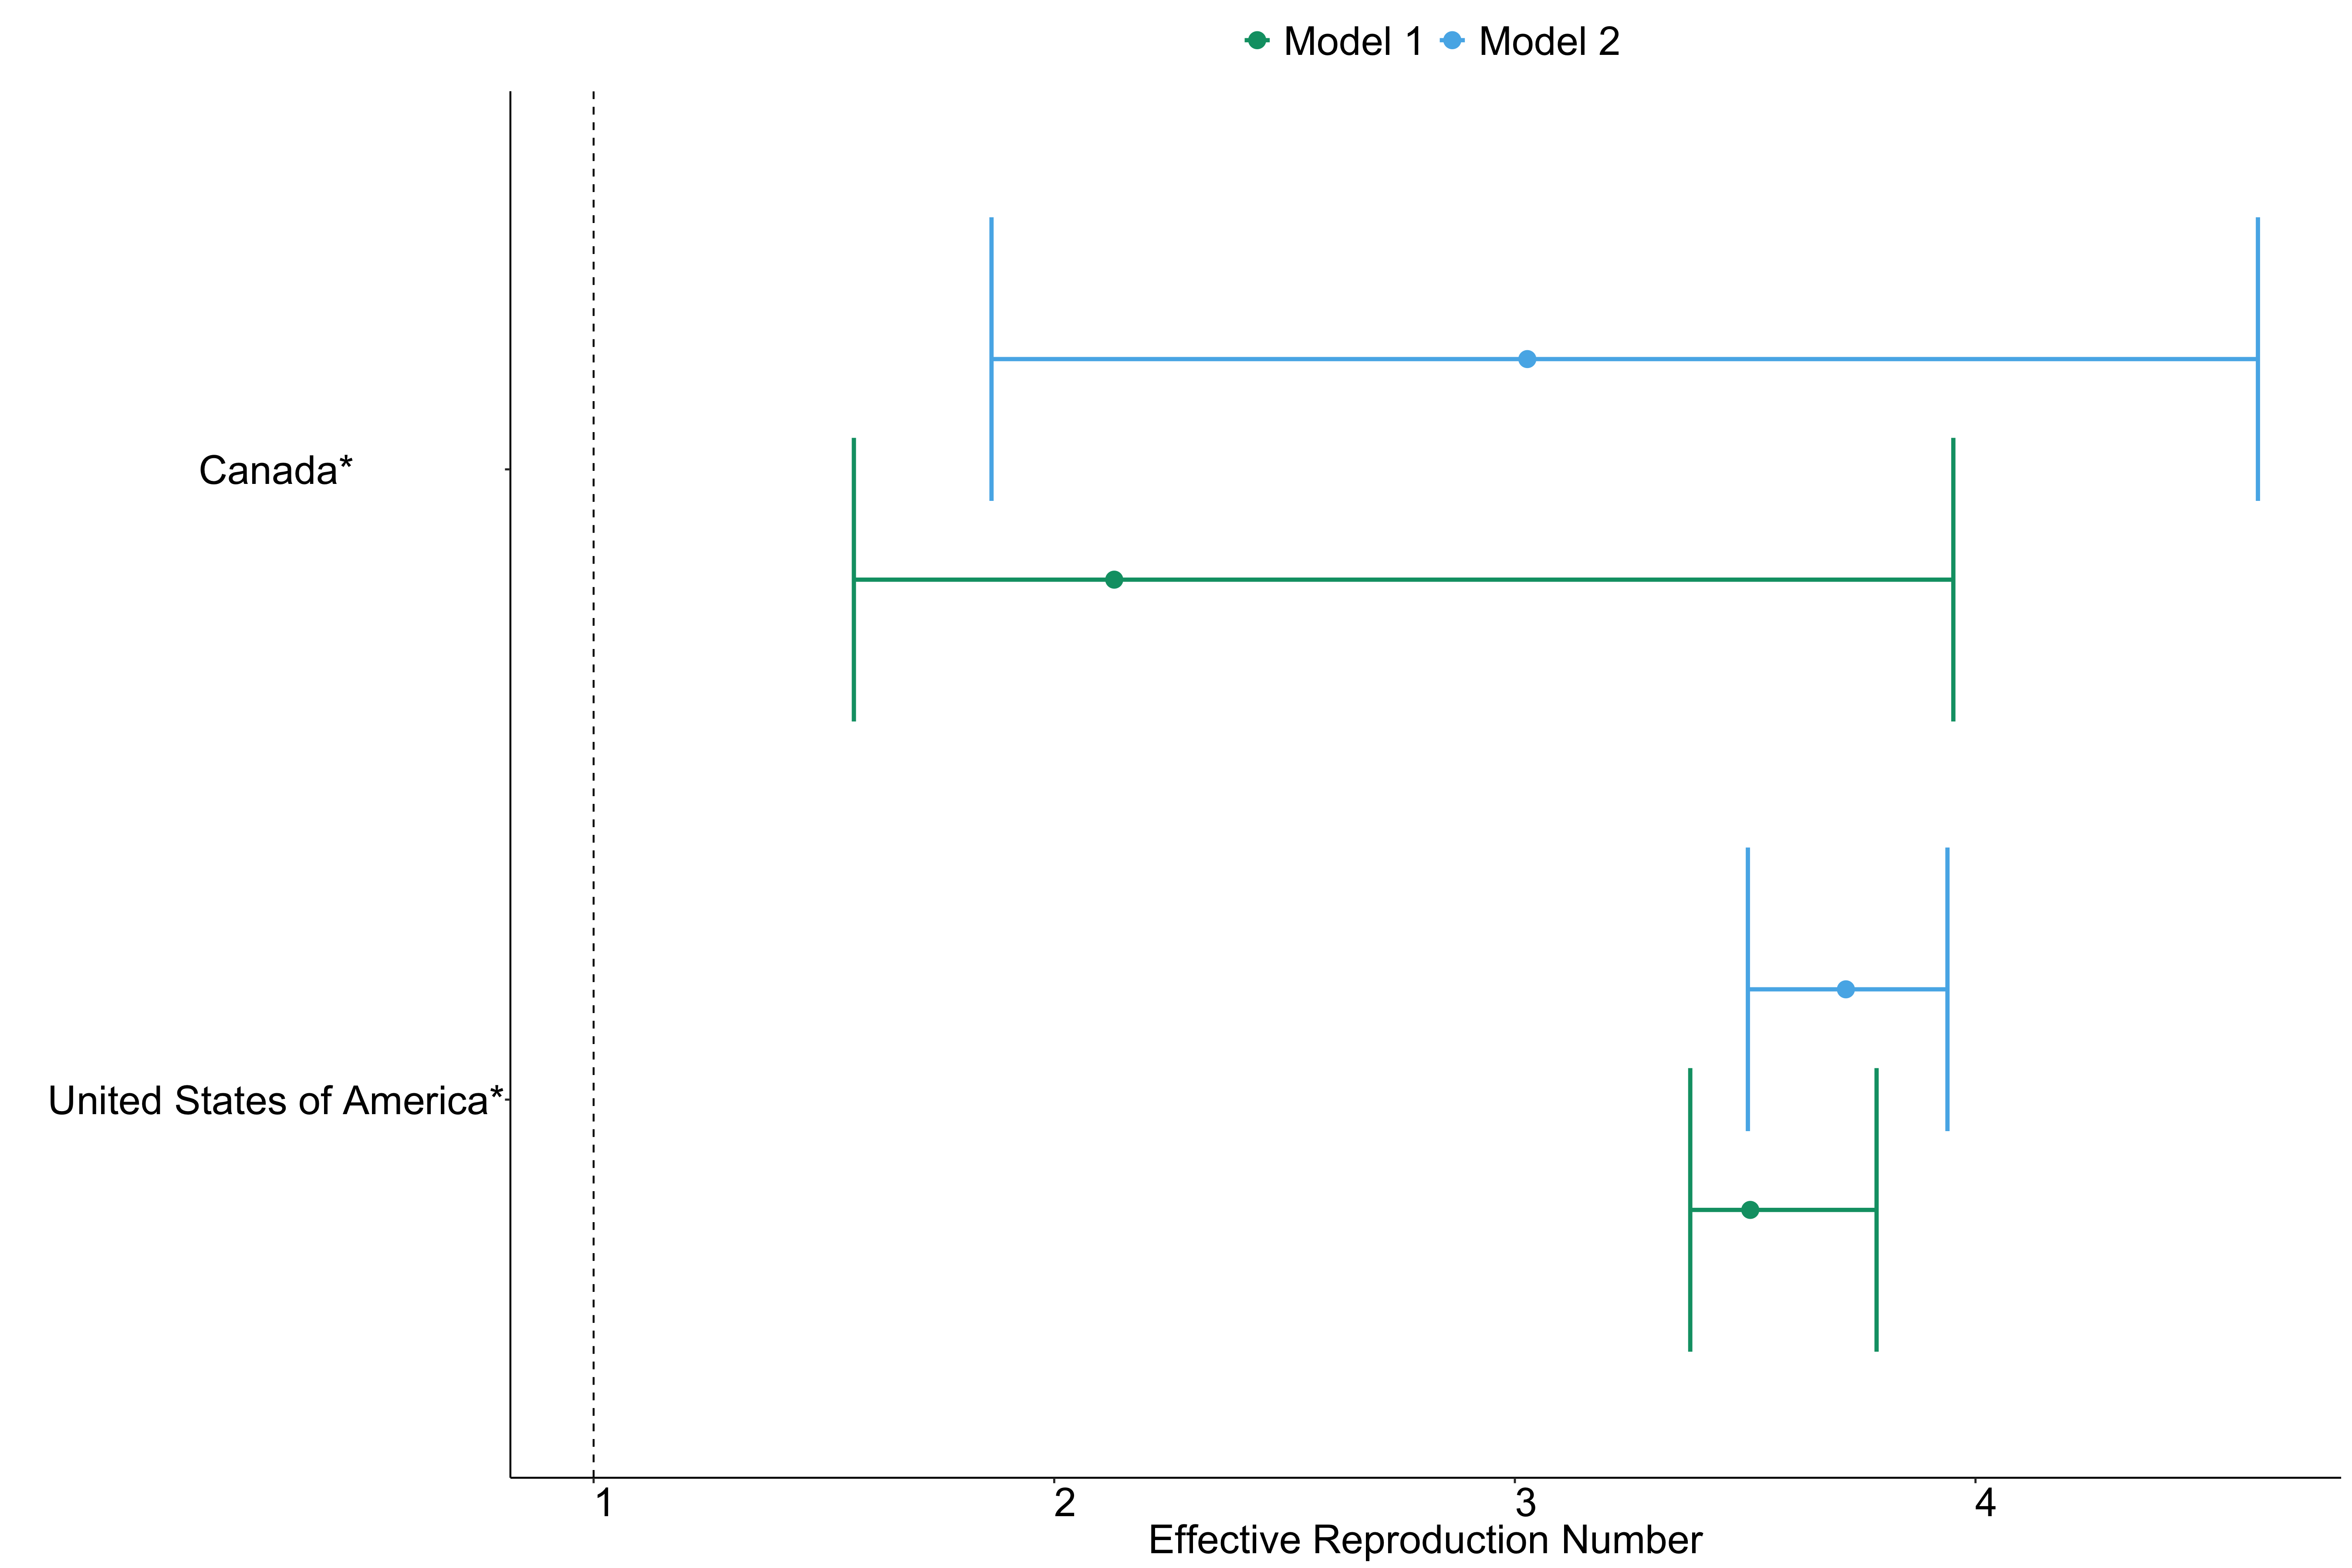 Model 1 Model 2
Canada*
United States of America*
1 2 3 4
Effective Reproduction Number